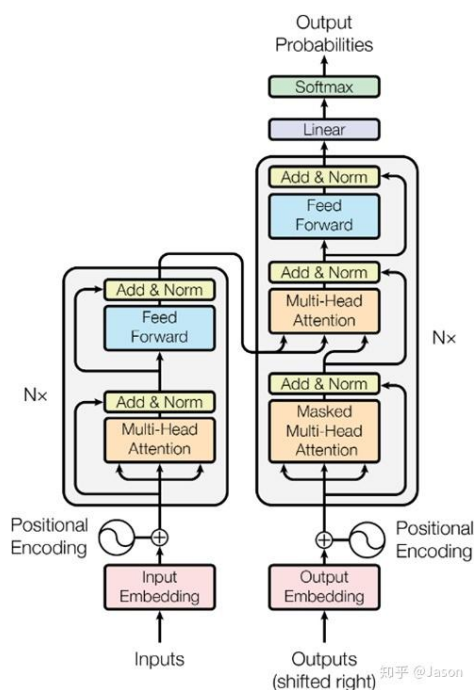 Output
Probabilities
Softmax
Linear
Add & Norm
Feed
Forward
Add & Norm
Multi-Head
Attention
Nx
Add & Norm
Masked
Multi-Head
Attention
Positional
Encoding
Output
Embedding
Outputs
(shifted right)
Add & Norm
Feed
Forward
Nx
Add & Norm
Multi-Head
Attention
Positional
Encoding
Input
Embedding
Inputs
知乎 @Jason